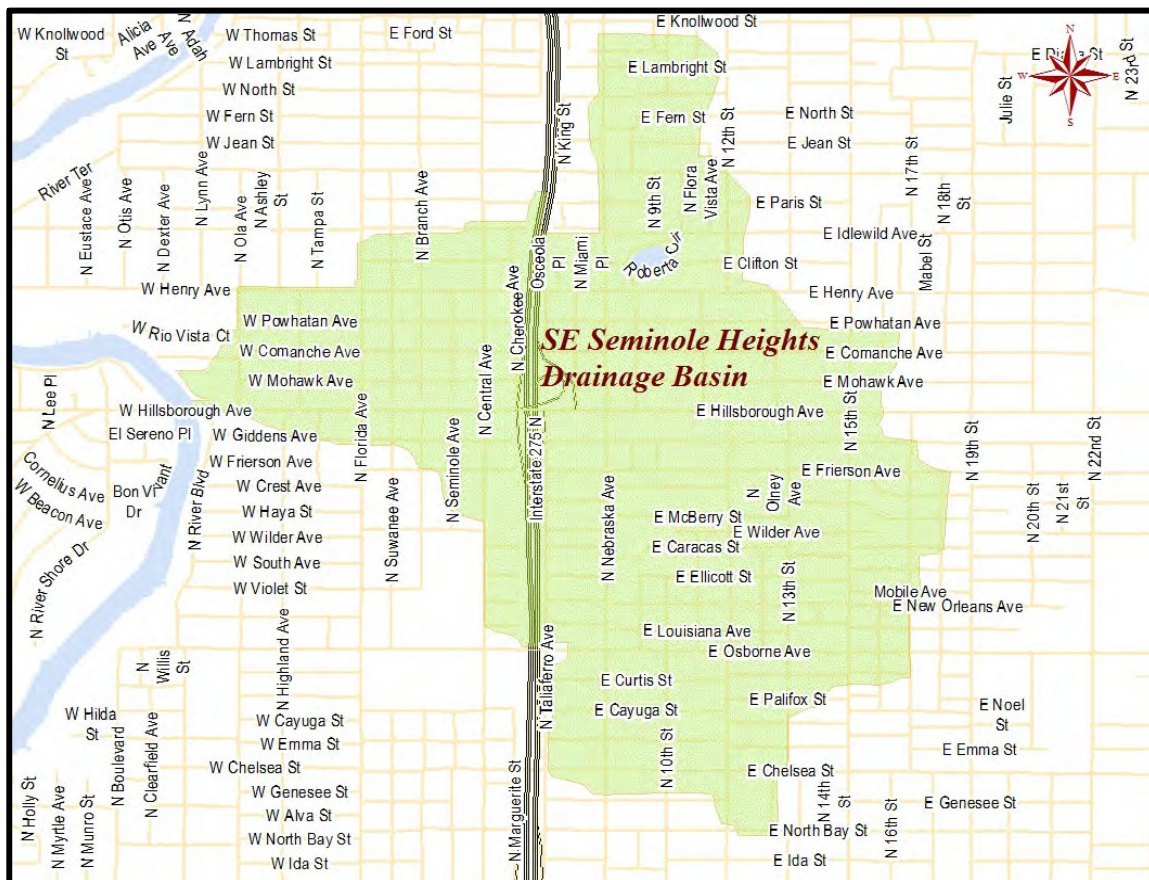 E Knollwood St
W Knollwood
St
Alicia
Ave
Ave
N Adah
W Thomas St
E Ford St
W Lambright St
E Lambright St
E Diana St
N 23rd St
N
W
E
S
W North St
Julie St
W Fern St
E Fern St
N 12th St
E North St
W Jean St
N King St
E Jean St
N 17th St
River Ter
N Eustace Ave
N Otis Ave
N Dexter Ave
N Lynn Ave
N Ola Ave
N Ashley
St
N Tampa St
N Branch Ave
N 9th St
N Flora
Vista Ave
E Paris St
N 18th
St
E Idlewild Ave
Osceola
Pl
N Miami
Pl
Roberta Cir
E Clifton St
Mabel St
W Henry Ave
E Henry Ave
N Cherokee Ave
W Rio Vista Ct
W Powhatan Ave
E Powhatan Ave
SE Seminole Heights
Drainage Basin
W Comanche Ave
E Comanche Ave
N Central Ave
W Mohawk Ave
E Mohawk Ave
N Lee Pl
W Hillsborough Ave
E Hillsborough Ave
N 15th St
El Sereno Pl
W Giddens Ave
N Florida Ave
N Seminole Ave
Interstate 275 N
N 19th St
N 22nd St
Cornelius Ave
W Frierson Ave
E Frierson Ave
W Beacon Ave
Bon Vivant
Dr
N River Blvd
W Crest Ave
N Suwanee Ave
N Nebraska Ave
N
Olney
Ave
N 20th St
N 21st
St
W Haya St
E McBerry St
W Wilder Ave
E Wilder Ave
N River Shore Dr
W South Ave
E Caracas St
W Violet St
E Ellicott St
N 13th St
Mobile Ave
E New Orleans Ave
N Highland Ave
E Louisiana Ave
N
Willis
St
N Taliaferro Ave
E Osborne Ave
E Curtis St
W Hilda
St
W Cayuga St
E Cayuga St
E Palifox St
E Noel
St
N Boulevard
N Clearfield Ave
W Emma St
N 10th St
E Emma St
W Chelsea St
E Chelsea St
N Holly St
N Myrtle Ave
N Munro St
W Genesee St
N Marguerite St
N 14th
St
N 16th St
E Genesee St
W Alva St
W North Bay St
E North Bay St
W Ida St
E Ida St